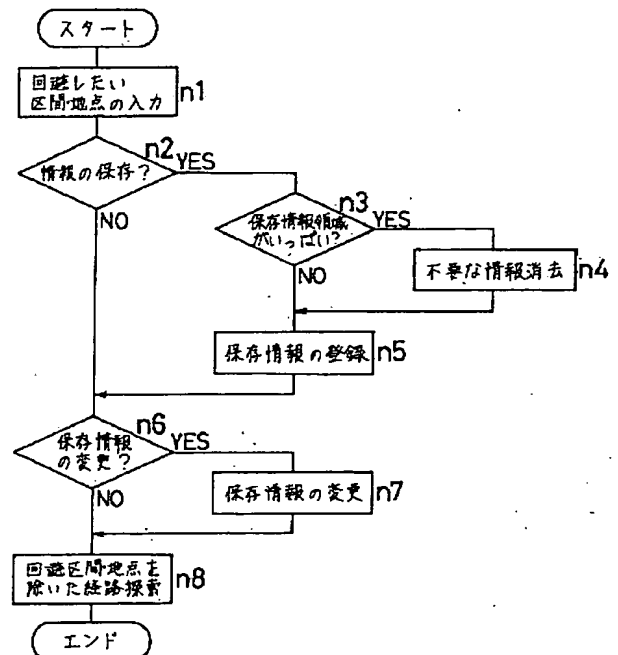 スタート
回避したい
区間地点の入力
n1
情報の保存?
n2
YES
NO
保存情報領域
がいっぱい?
n3
YES
NO
不要な情報消去
n4
保存情報の登録
n5
保存情報
の変更?
n6
YES
NO
保存情報の変更
n7
回避区間地点を
除いた経路探索
n8
エンド